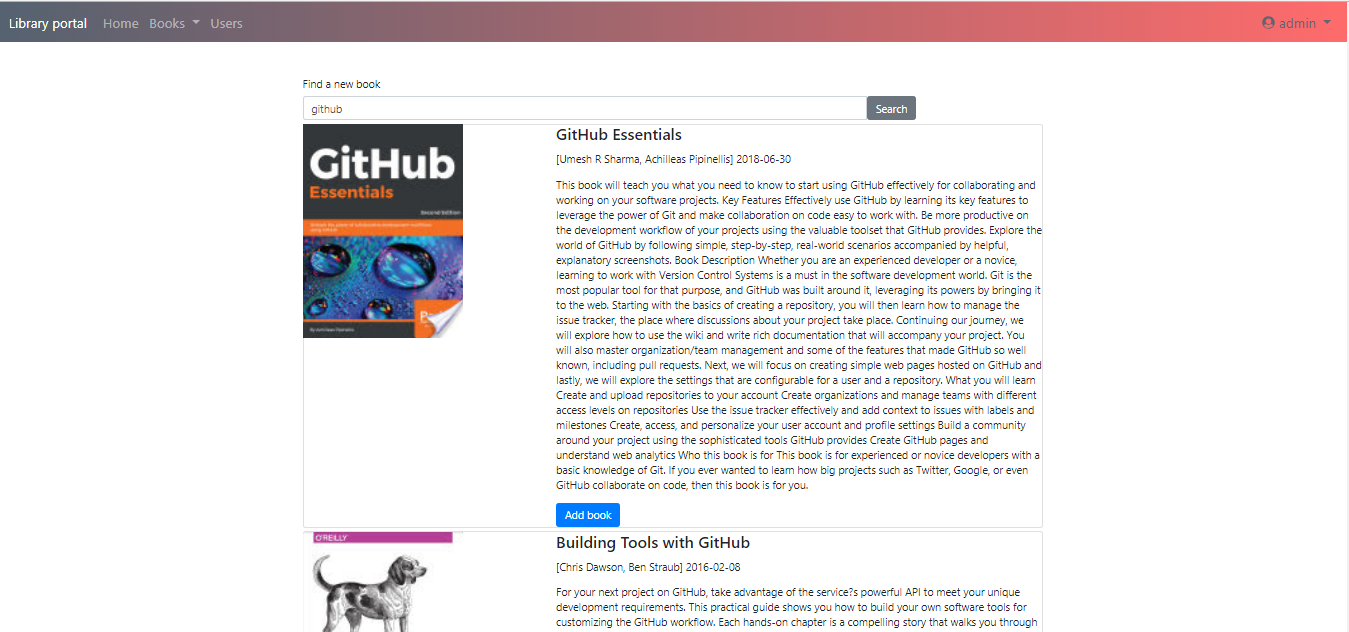 Library portal Home Books Users admin
Find a new book
github Search
GitHub
Essentials
Second Edition
GitHub Essentials
[Umesh R Sharma, Achilleas Pipinellis] 2018-06-30
This book will teach you what you need to know to start using GitHub effectively for collaborating and
working on your software projects. Key Features Effectively use GitHub by learning its key features to
leverage the power of Git and make collaboration on code easy to work with. Be more productive on
the development workflow of your projects using the valuable toolset that GitHub provides. Explore the
world of GitHub by following simple, step-by-step, real-world scenarios accompanied by helpful,
explanatory screenshots. Book Description Whether you are an experienced developer or a novice,
learning to work with Version Control Systems is a must in the software development world. Git is the
most popular tool for that purpose, and GitHub was built around it, leveraging its powers by bringing it
to the web. Starting with the basics of creating a repository, you will then learn how to manage the
issue tracker, the place where discussions about your project take place. Continuing our journey, we
will explore how to use the wiki and write rich documentation that will accompany your project. You
will also master organization/team management and some of the features that made GitHub so well
known, including pull requests. Next, we will focus on creating simple web pages hosted on GitHub and
lastly, we will explore the settings that are configurable for a user and a repository. What you will learn
Create and upload repositories to your account Create organizations and manage teams with different
access levels on repositories Use the issue tracker effectively and add context to issues with labels and
milestones Create, access, and personalize your user account and profile settings Build a community
around your project using the sophisticated tools GitHub provides Create GitHub pages and
understand web analytics Who this book is for This book is for experienced or novice developers with a
basic knowledge of Git. If you ever wanted to learn how big projects such as Twitter, Google, or even
GitHub collaborate on code, then this book is for you.
Add book
O'REILLY
Building Tools with GitHub
[Chris Dawson, Ben Straub] 2016-02-08
For your next project on GitHub, take advantage of the service?s powerful API to meet your unique
development requirements. This practical guide shows you how to build your own software tools for
customizing the GitHub workflow. Each hands-on chapter is a compelling story that walks you through